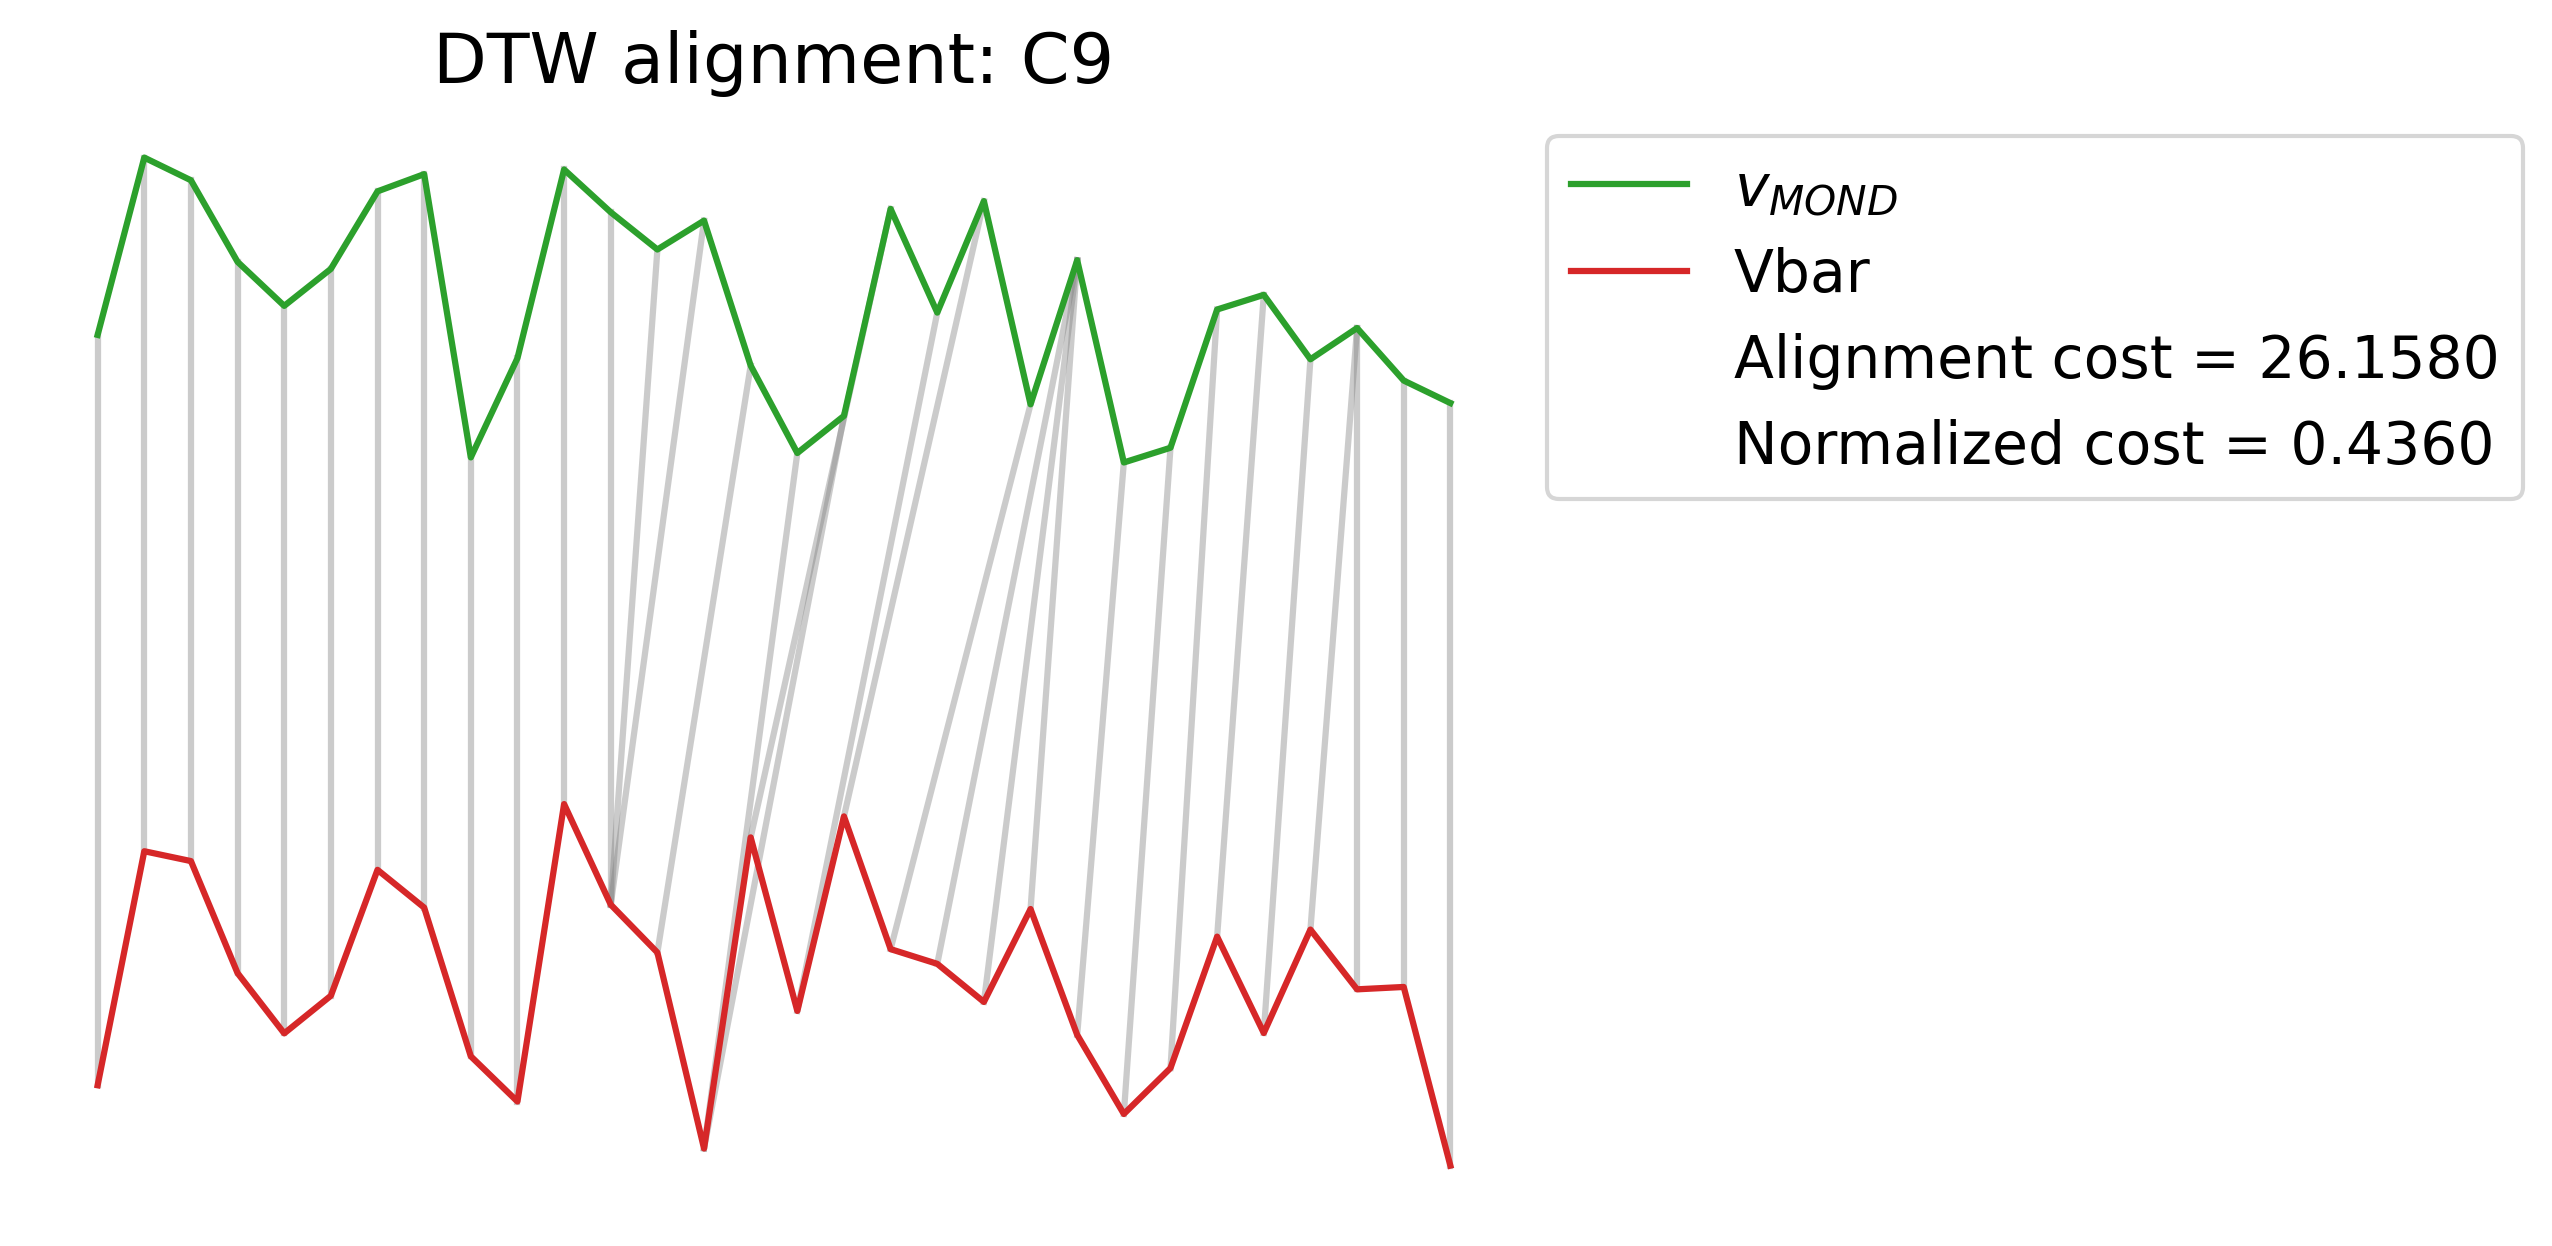 DTW alignment: C9
v_MOND
Vbar
Alignment cost = 26.1580
Normalized cost = 0.4360